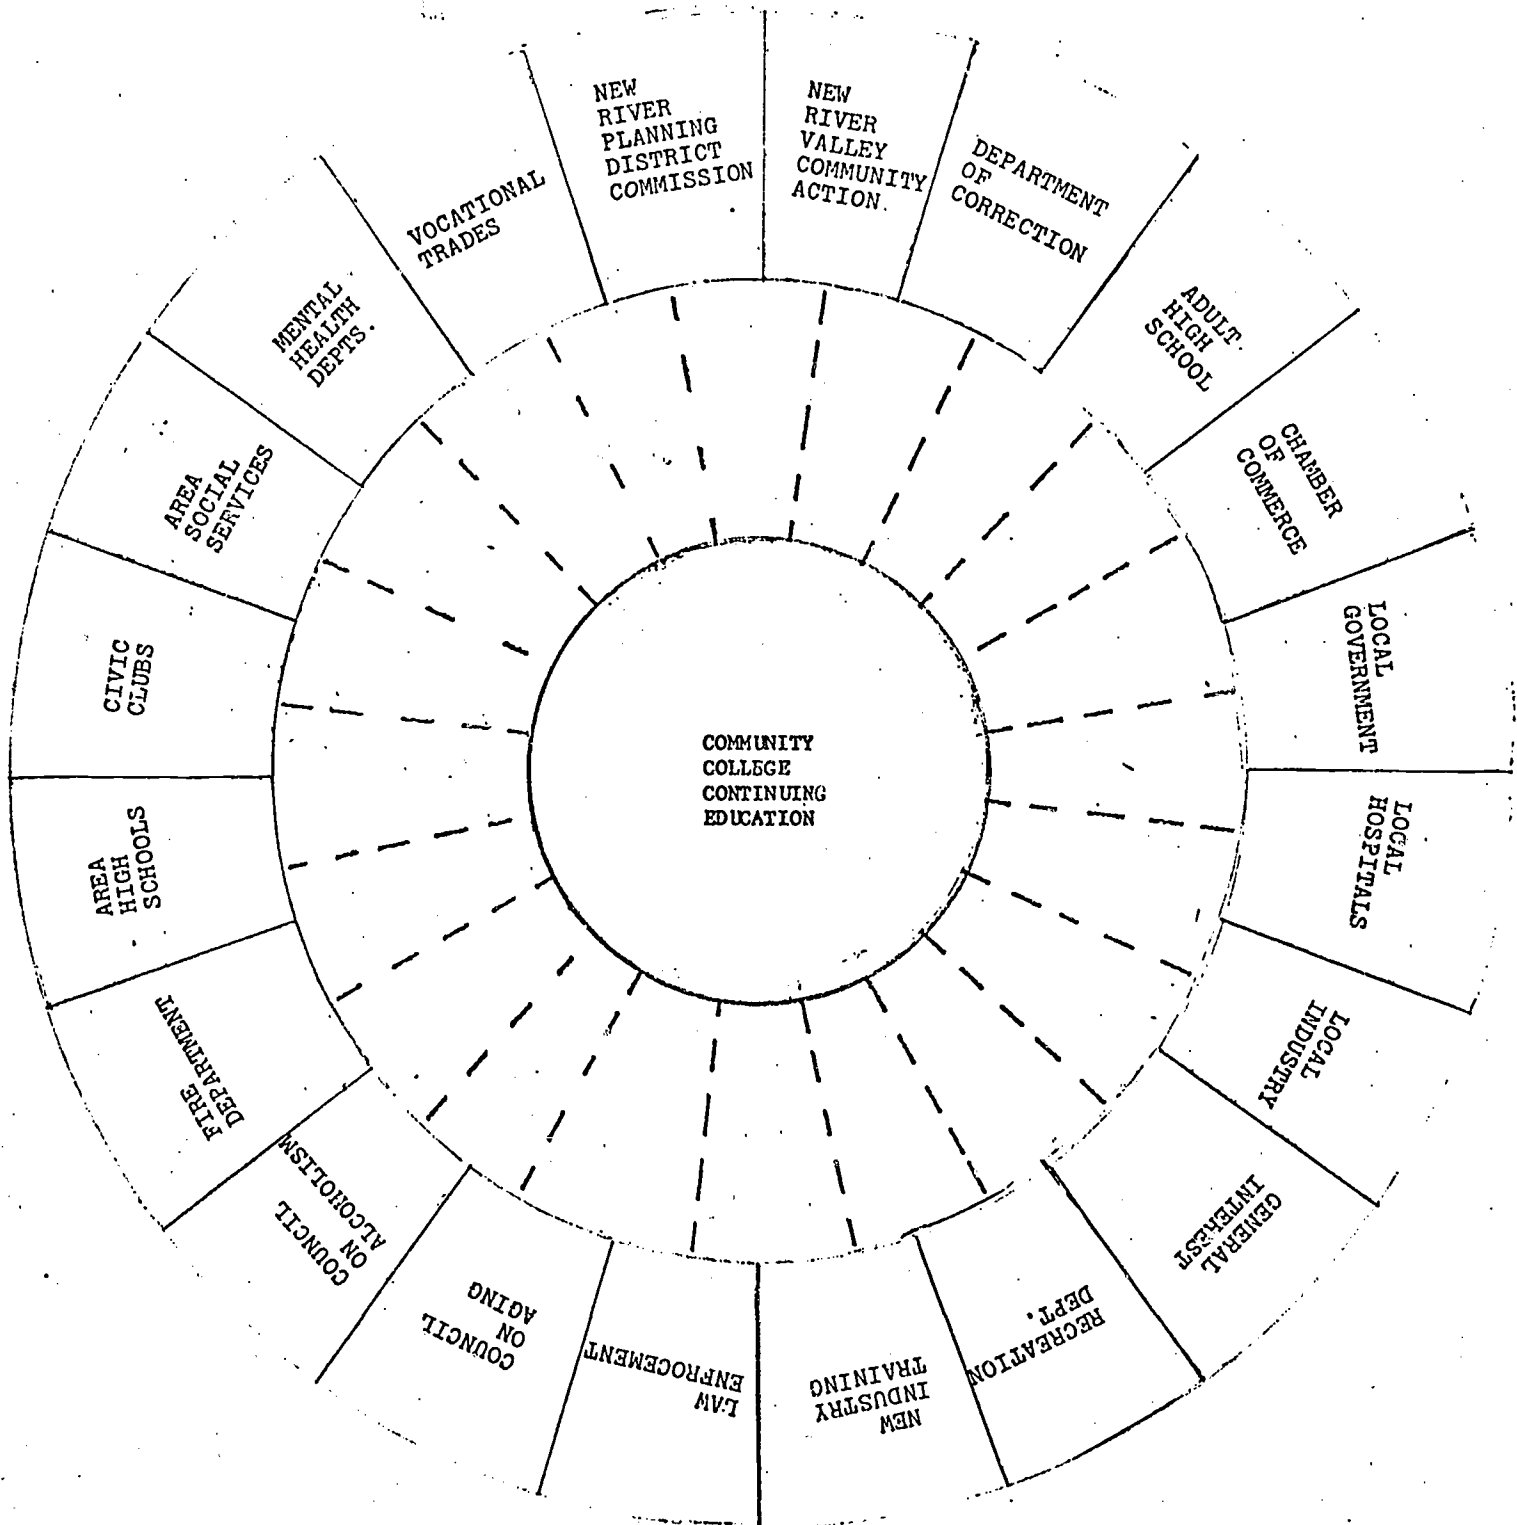 NEW
RIVER
PLANNING
DISTRICT
COMMISSION
NEW
RIVER
VALLEY
COMMUNITY
ACTION.
DEPARTMENT
OF
CORRECTION
ADULT
HIGH
SCHOOL
CHAMBER
OF
COMMERCE
LOCAL
GOVERNMENT
LOCAL
HOSPITALS
LOCAL
INDUSTRY
GENERAL
INTEREST
RECREATION
DEPT.
NEW
INDUSTRY
TRAINING
LAW
ENFROCEMENT
COUNCIL
ON
AGING
COUNCIL
ON
ALCOHOLISM
FIRE
DEPARTMENT
AREA
HIGH
SCHOOLS
CIVIC
CLUBS
AREA
SOCIAL
SERVICES
MENTAL
HEALTH
DEPTS.
VOCATIONAL
TRADES
COMMUNITY
COLLEGE
CONTINUING
EDUCATION